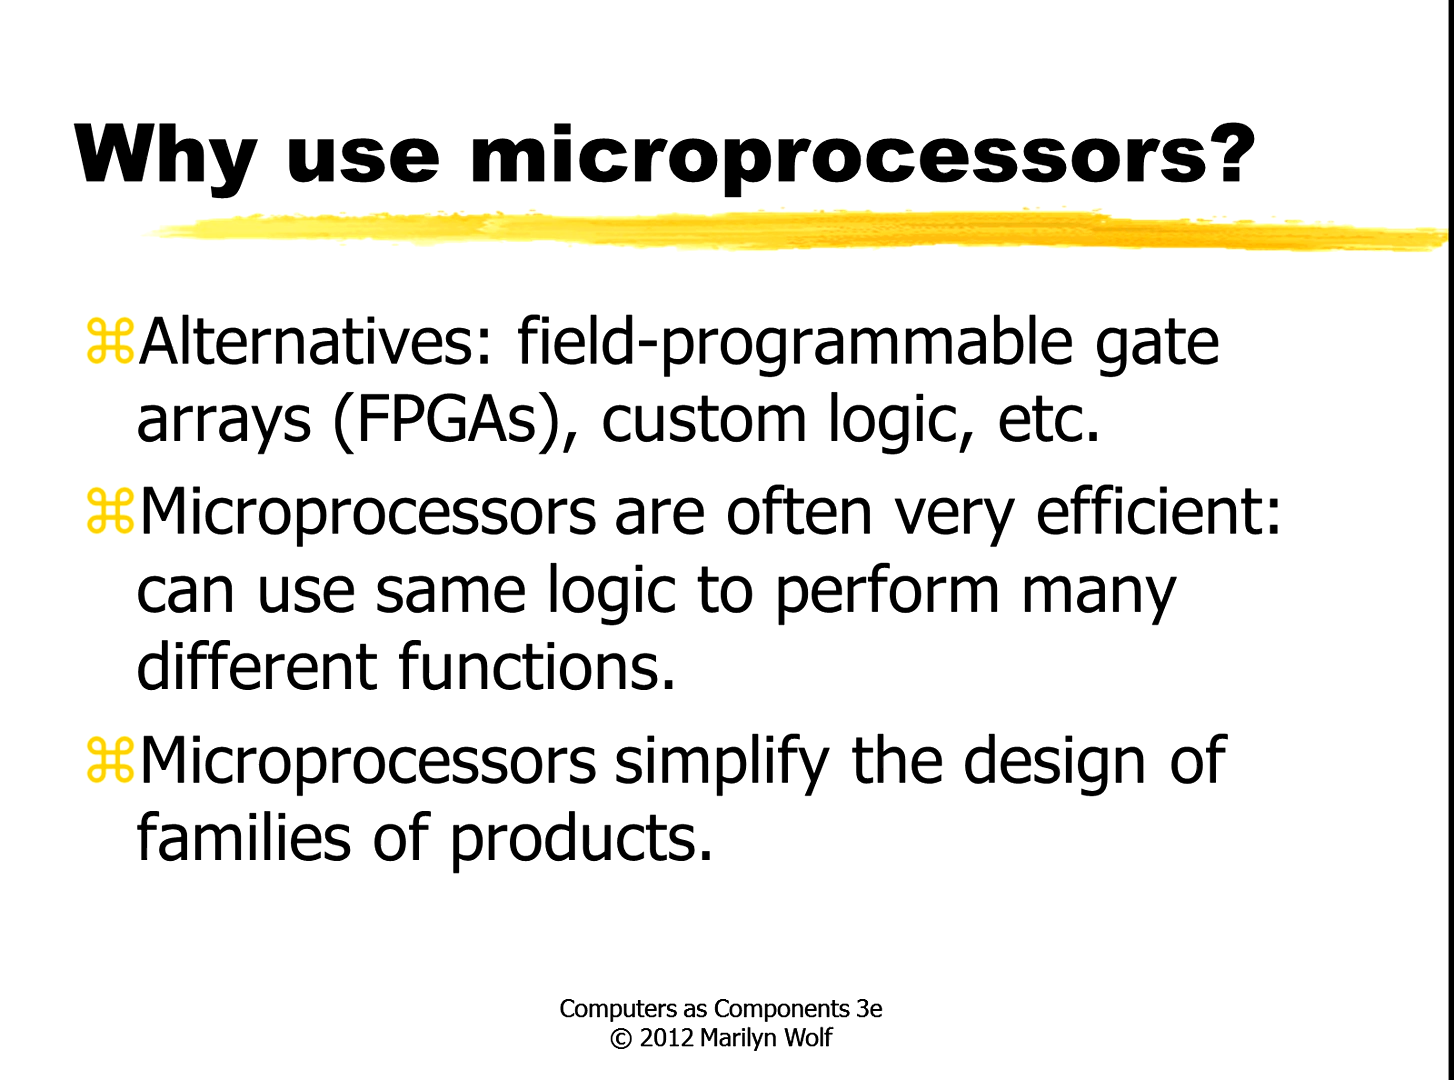 Why use microprocessors?
⌘Alternatives: field-programmable gate
arrays (FPGAs), custom logic, etc.
⌘Microprocessors are often very efficient:
can use same logic to perform many
different functions.
⌘Microprocessors simplify the design of
families of products.
Computers as Components 3e
© 2012 Marilyn Wolf